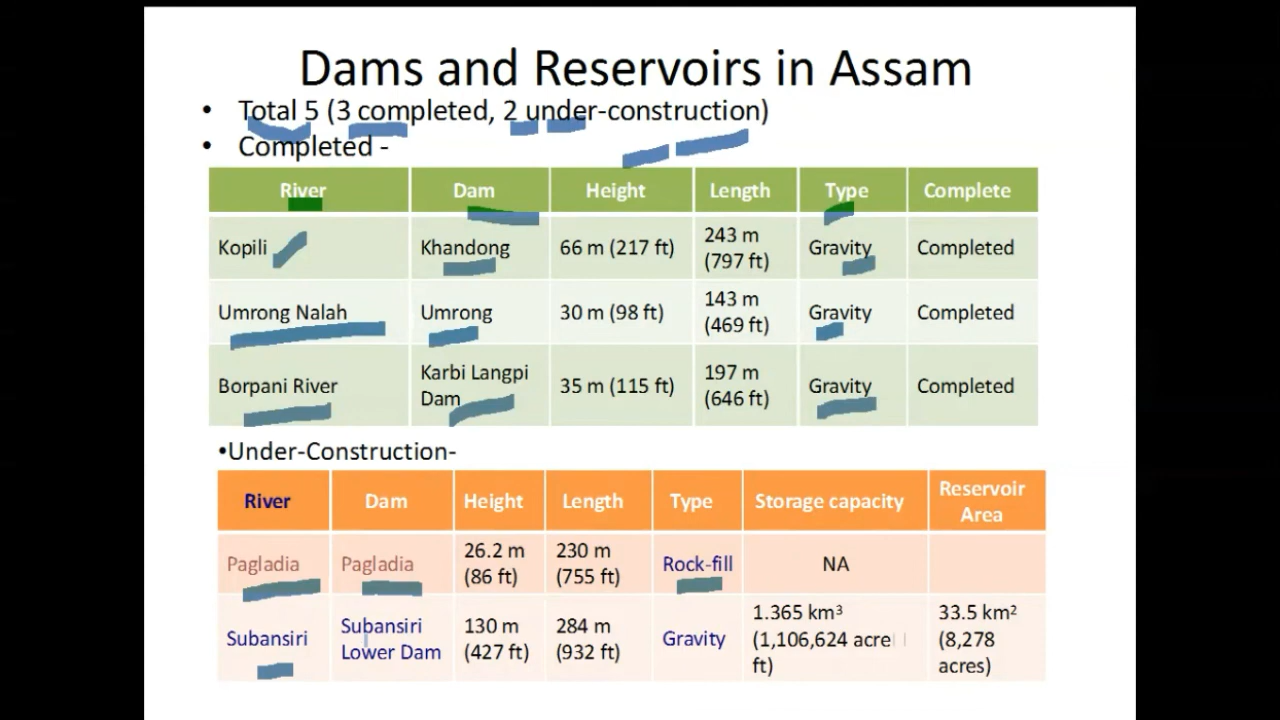 Dams and Reservoirs in Assam
• Total 5 (3 completed, 2 under-construction)
• Completed -
River Dam Height Length Type Complete
Kopili Khandong 66 m (217 ft) 243 m (797 ft) Gravity Completed
Umrong Nalah Umrong 30 m (98 ft) 143 m (469 ft) Gravity Completed
Borpani River Karbi Langpi Dam 35 m (115 ft) 197 m (646 ft) Gravity Completed
•Under-Construction-
River Dam Height Length Type Storage capacity Reservoir Area
Pagladia Pagladia 26.2 m (86 ft) 230 m (755 ft) Rock-fill NA
Subansiri Subansiri Lower Dam 130 m (427 ft) 284 m (932 ft) Gravity 1.365 km³ (1,106,624 acre ft) 33.5 km² (8,278 acres)